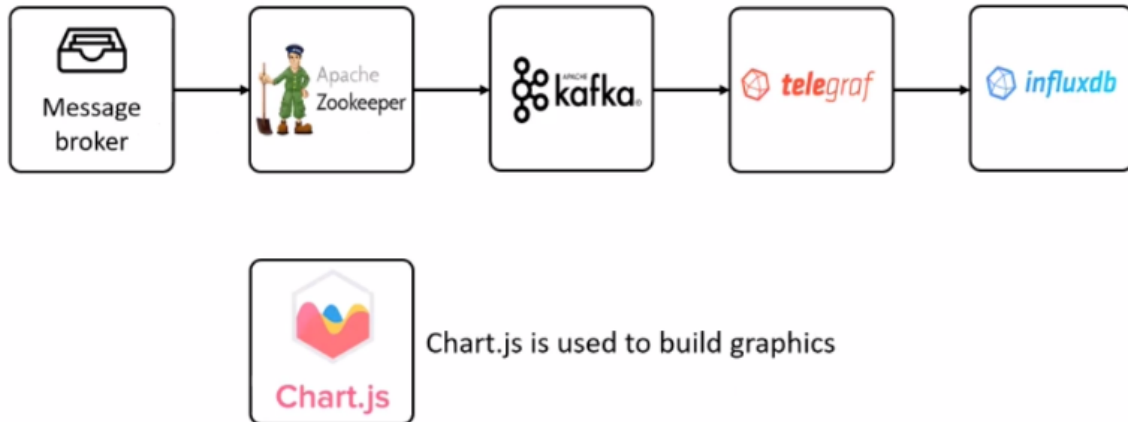 Message
broker
Apache
Zookeeper
APACHE
kafka
telegraf
influxdb
Chart.js
Chart.js is used to build graphics